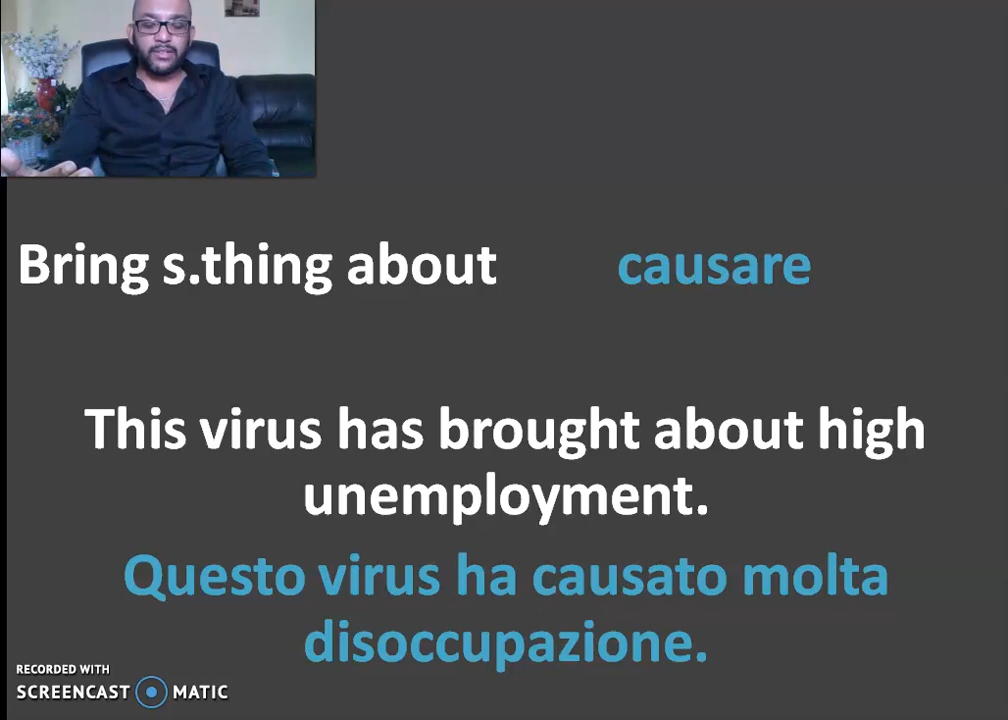 Bring s.thing about causare
This virus has brought about high
unemployment.
Questo virus ha causato molta
disoccupazione.
RECORDED WITH
SCREENCAST MATIC